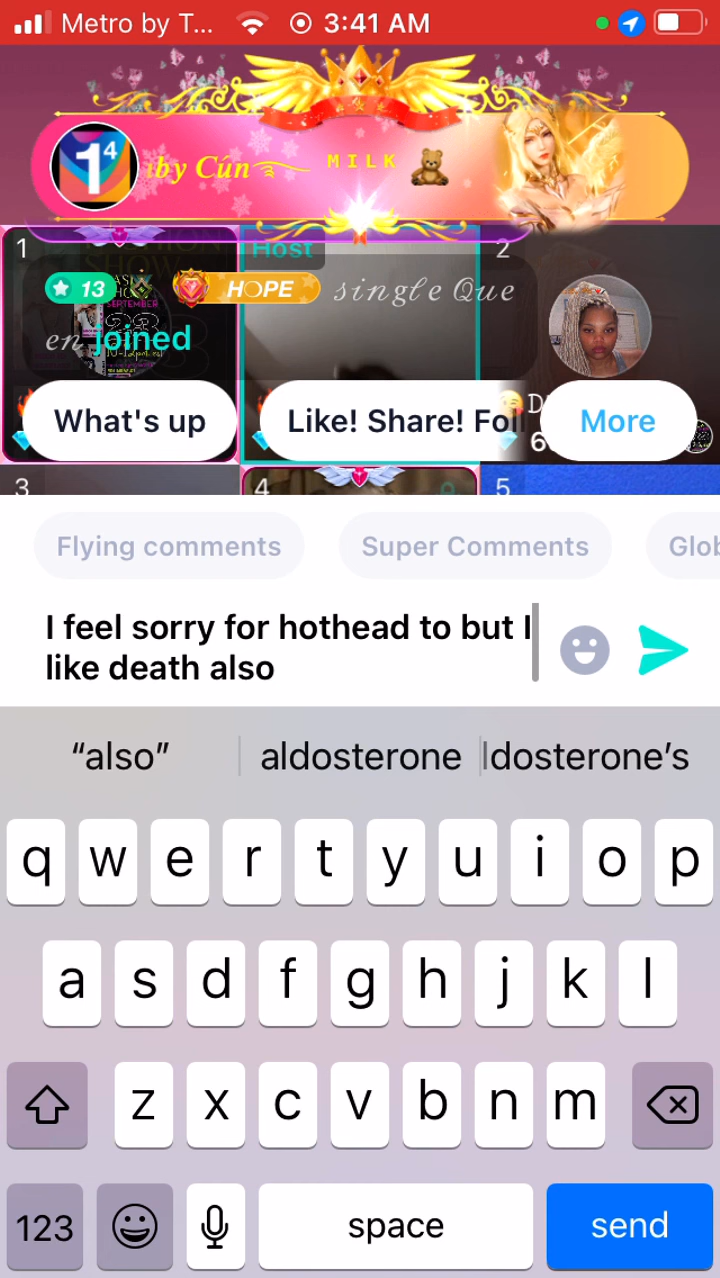 Metro by T... 3:41 AM
14 by Cún MILK
1 Host 2
13 HOPE single Que
en joined
What's up Like! Share! Fol More
3 4 5
Flying comments Super Comments Glob
I feel sorry for hothead to but I
like death also
“also” aldosterone ldosterone's
q w e r t y u i o p
a s d f g h j k l
z x c v b n m
123 space send